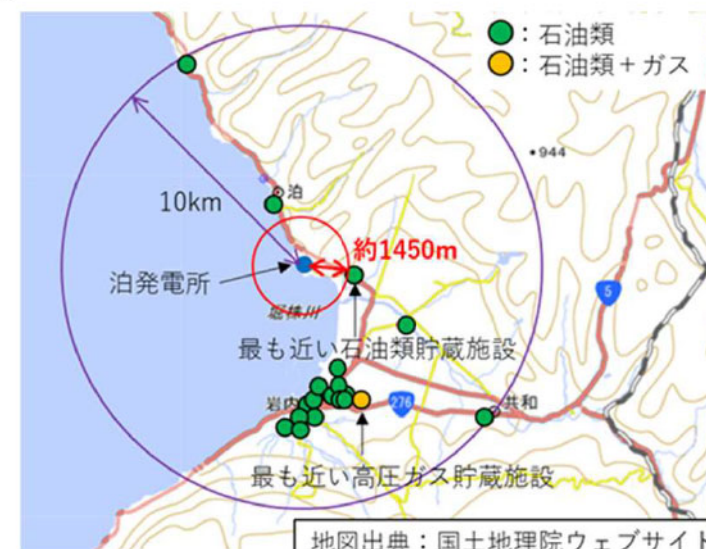 ：石油類
：石油類＋ガス
・944
10km
泊
約1450m
泊発電所
堀株川
5
最も近い石油類貯蔵施設
岩内
276
共和
最も近い高圧ガス貯蔵施設
地図出典：国土地理院ウェブサイト